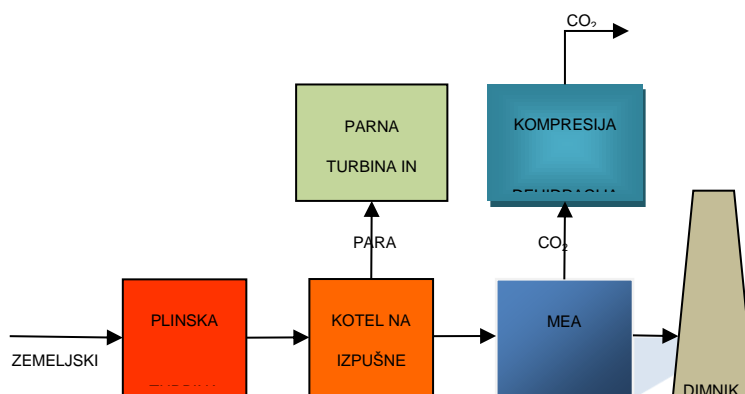 CO₂
PARNA
TURBINA IN
KOMPRESIJA
PARA
CO₂
ZEMELJSKI
PLINSKA
KOTEL NA
IZPUŠNE
MEA
DIMNIK